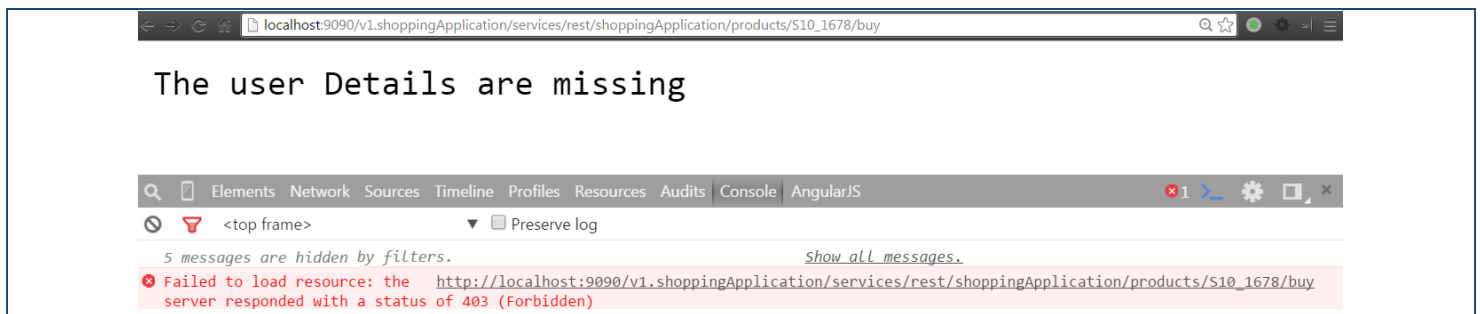 localhost:9090/v1.shoppingApplication/services/rest/shoppingApplication/products/S10_1678/buy
The user Details are missing
Elements Network Sources Timeline Profiles Resources Audits Console AngularJS 1
<top frame> Preserve log
5 messages are hidden by filters. Show all messages.
Failed to load resource: the http://localhost:9090/v1.shoppingApplication/services/rest/shoppingApplication/products/S10_1678/buy
server responded with a status of 403 (Forbidden)